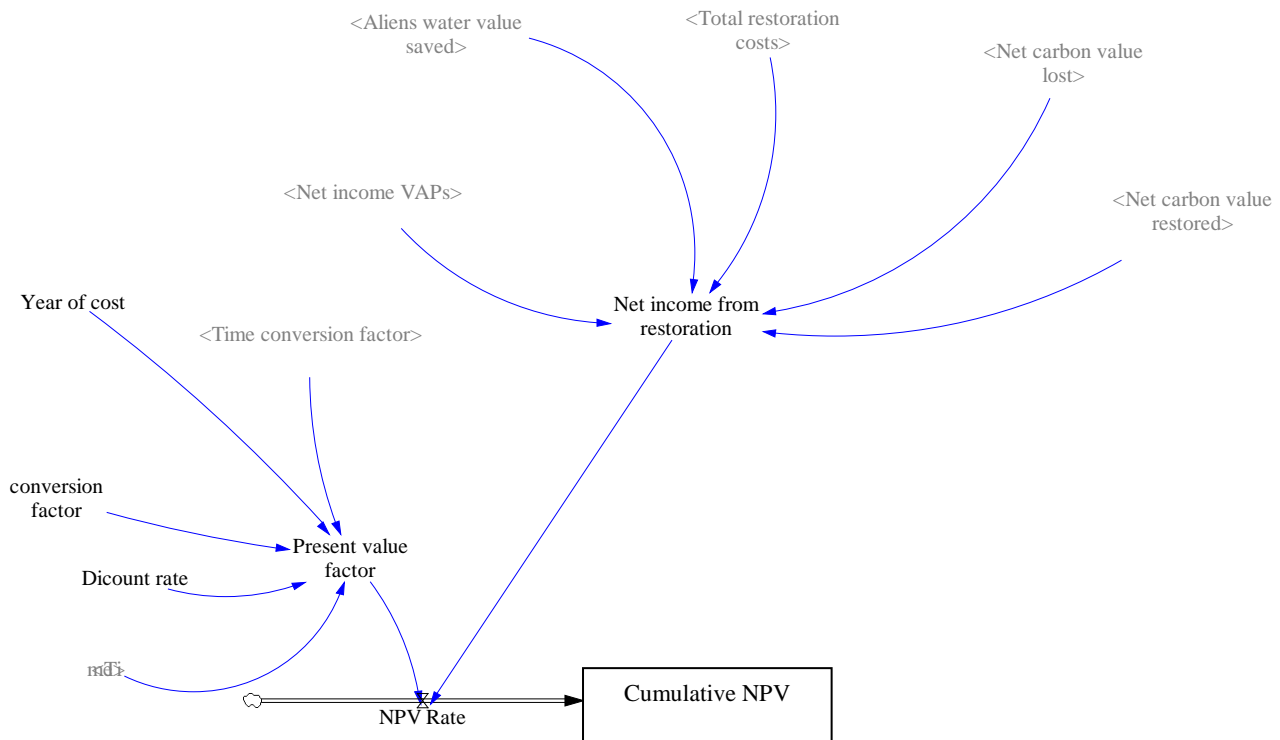 <Aliens water value
saved>
<Total restoration
costs>
<Net carbon value
lost>
<Net income VAPs>
<Net carbon value
restored>
Year of cost
Net income from
restoration
<Time conversion factor>
conversion
factor
Present value
factor
Dicount rate
Cumulative NPV
NPV Rate